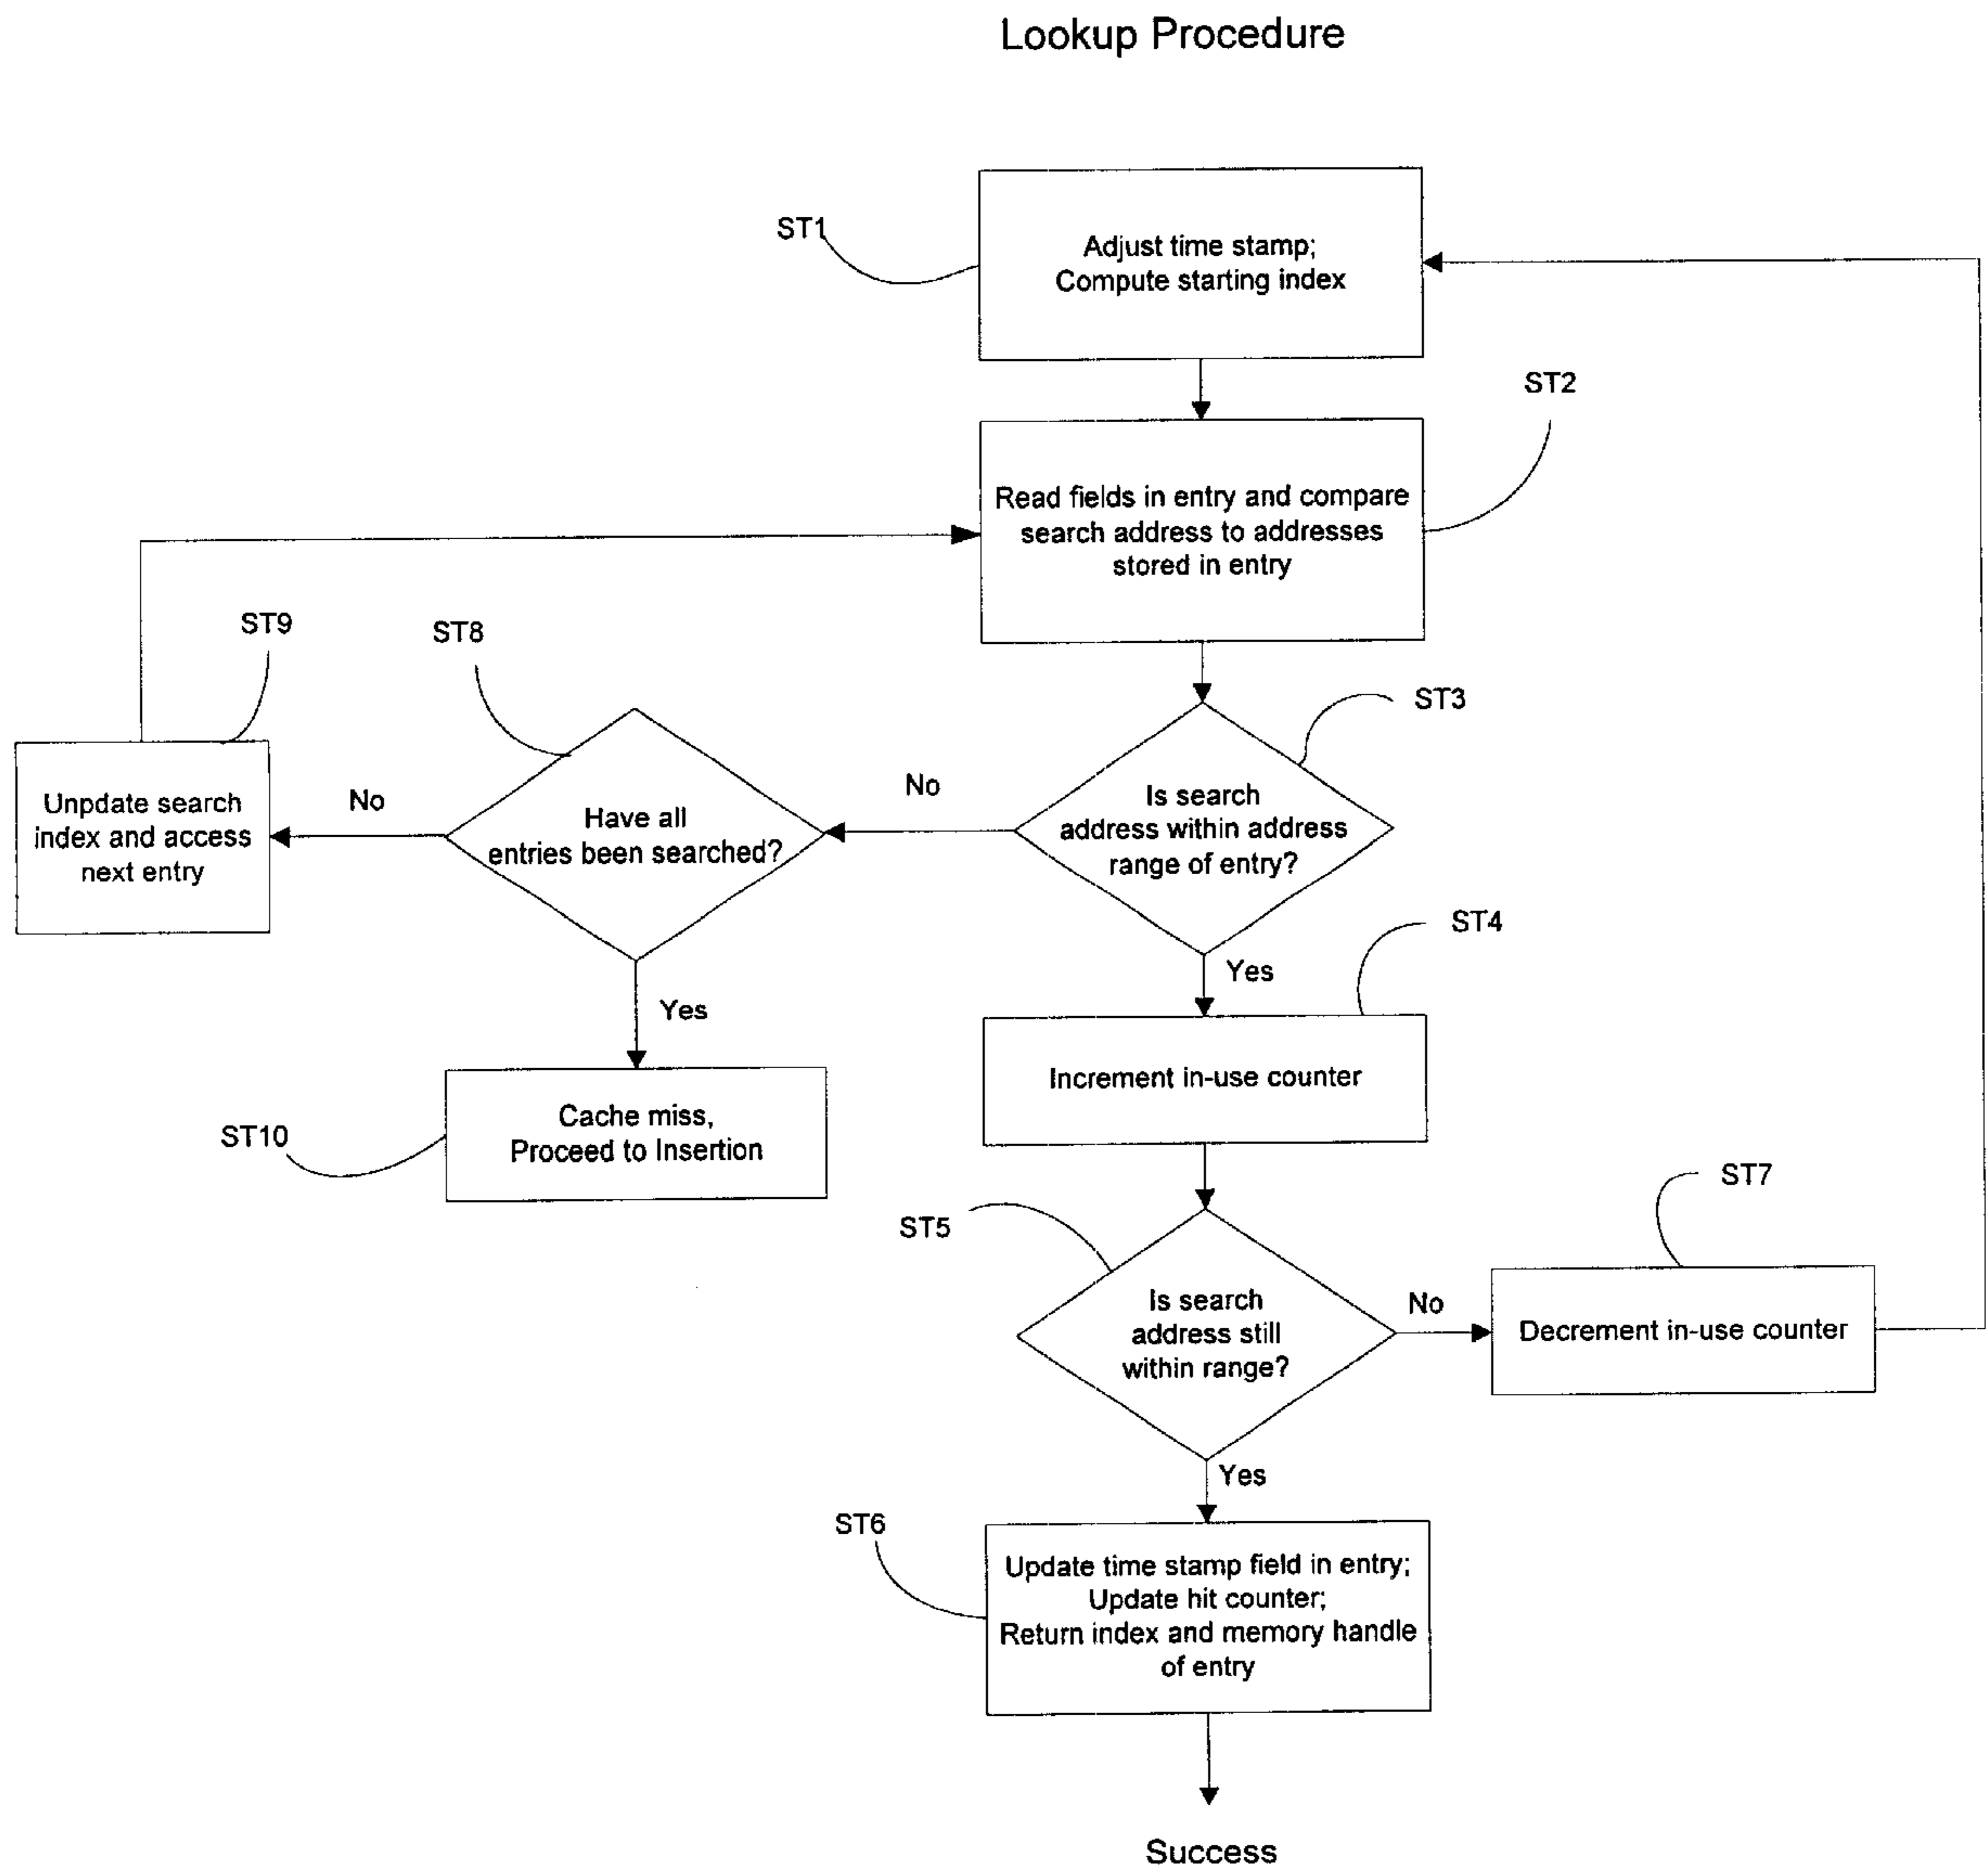 Lookup Procedure
ST1
Adjust time stamp;
Compute starting index
ST2
Read fields in entry and compare
search address to addresses
stored in entry
ST9
ST8
ST3
Unpdate search
index and access
next entry
No
Have all
entries been searched?
No
Is search
address within address
range of entry?
ST4
Yes
Yes
Increment in-use counter
ST10
Cache miss,
Proceed to Insertion
ST7
ST5
Is search
address still
within range?
No
Decrement in-use counter
Yes
ST6
Update time stamp field in entry;
Update hit counter;
Return index and memory handle
of entry
Success